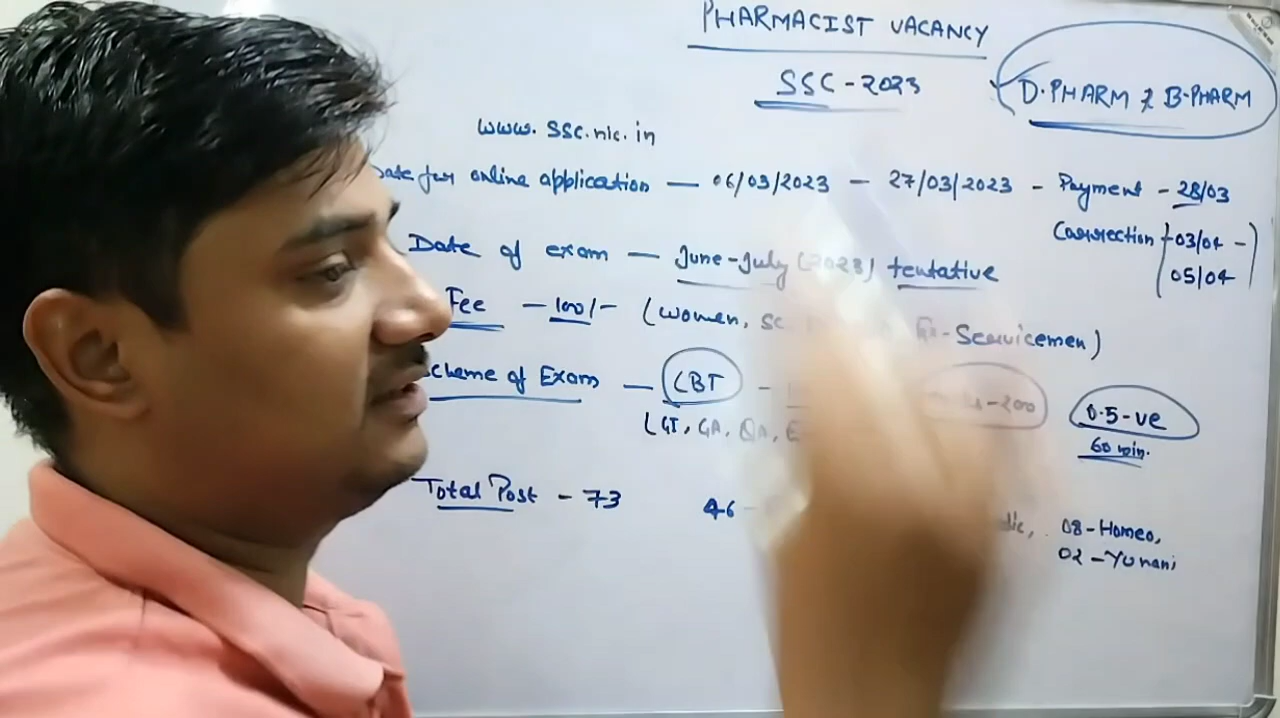 PHARMACIST VACANCY
SSC-2023
D.PHARM & B.PHARM
www.ssc.nic.in
Date for online application — 06/03/2023 — 27/03/2023 - Payment - 28/03
Correction - 03/04 -
05/04
Date of exam — June-July (2023) tentative
Fee — 100/- (women, SC Ex-Servicemen)
Scheme of Exam — CBT - -200 0.5-ve
(GI, GA, QA, E 60 min.
Total Post - 73 46 - dic, 08-Homeo,
02-Yunani